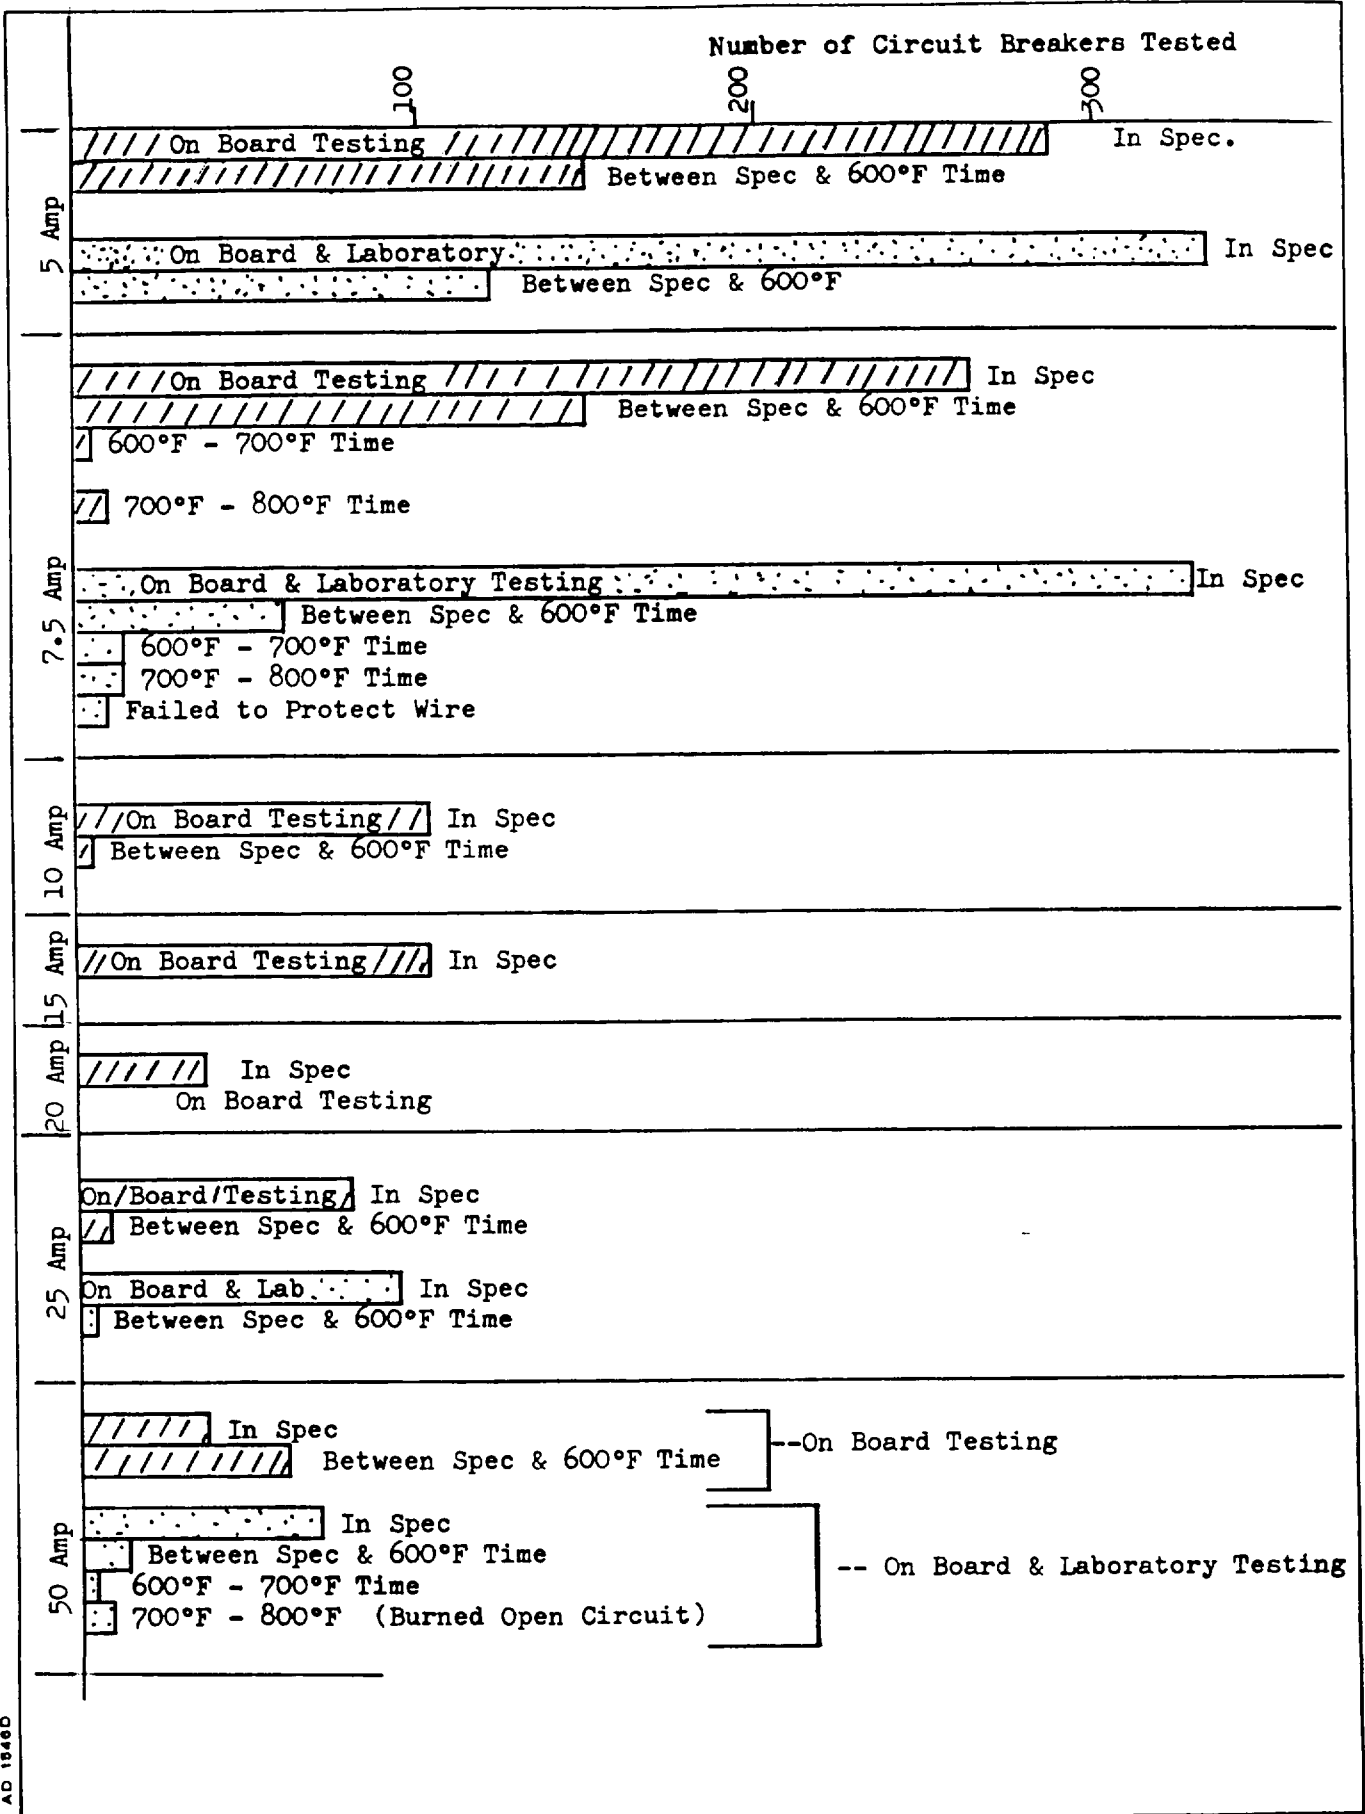 Number of Circuit Breakers Tested
100
200
300
5 Amp
On Board Testing
In Spec.
Between Spec & 600°F Time
On Board & Laboratory
In Spec
Between Spec & 600°F
7.5 Amp
On Board Testing
In Spec
Between Spec & 600°F Time
600°F - 700°F Time
700°F - 800°F Time
On Board & Laboratory Testing
In Spec
Between Spec & 600°F Time
600°F - 700°F Time
700°F - 800°F Time
Failed to Protect Wire
10 Amp
On Board Testing
In Spec
Between Spec & 600°F Time
15 Amp
On Board Testing
In Spec
20 Amp
In Spec
On Board Testing
25 Amp
On/Board/Testing
In Spec
Between Spec & 600°F Time
On Board & Lab.
In Spec
Between Spec & 600°F Time
50 Amp
In Spec
Between Spec & 600°F Time
--On Board Testing
In Spec
Between Spec & 600°F Time
600°F - 700°F Time
700°F - 800°F (Burned Open Circuit)
-- On Board & Laboratory Testing
AD 1546D